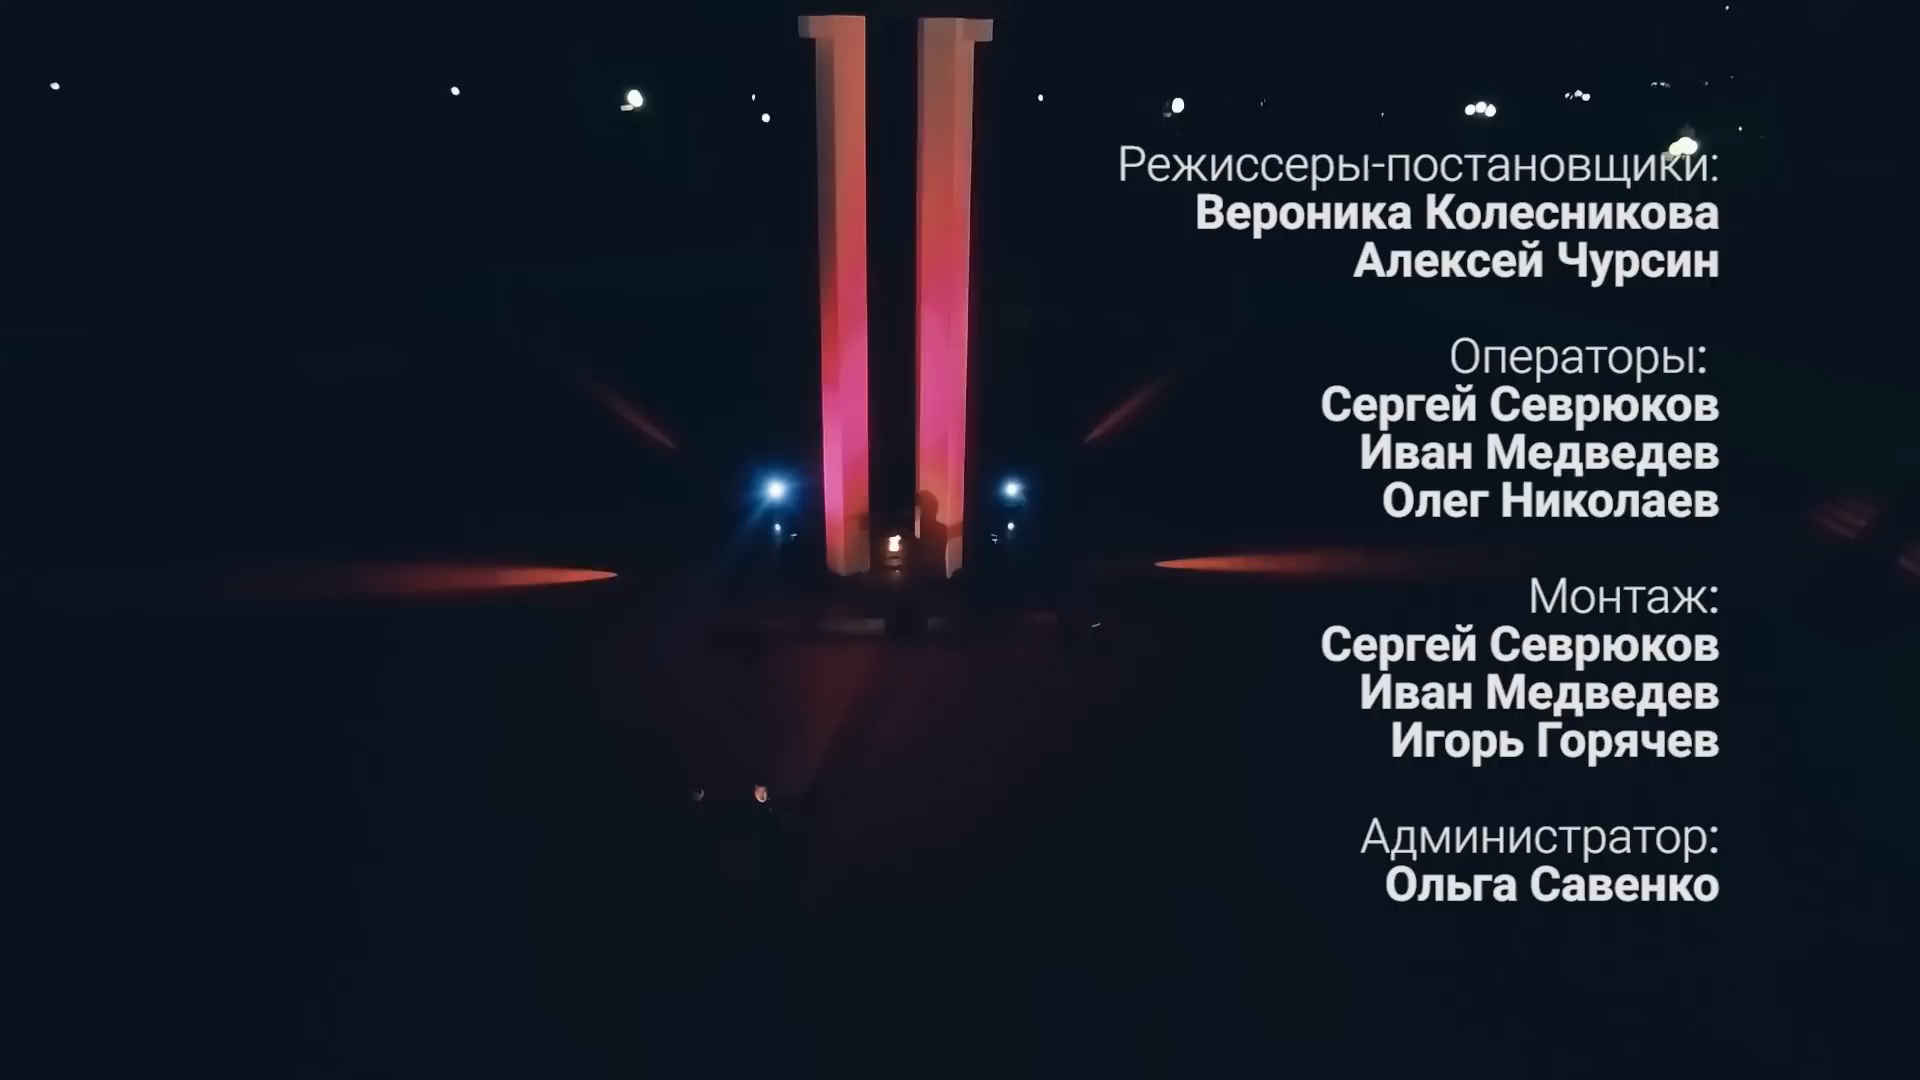 Режиссеры-постановщики:
Вероника Колесникова
Алексей Чурсин
Операторы:
Сергей Севрюков
Иван Медведев
Олег Николаев
Монтаж:
Сергей Севрюков
Иван Медведев
Игорь Горячев
Администратор:
Ольга Савенко